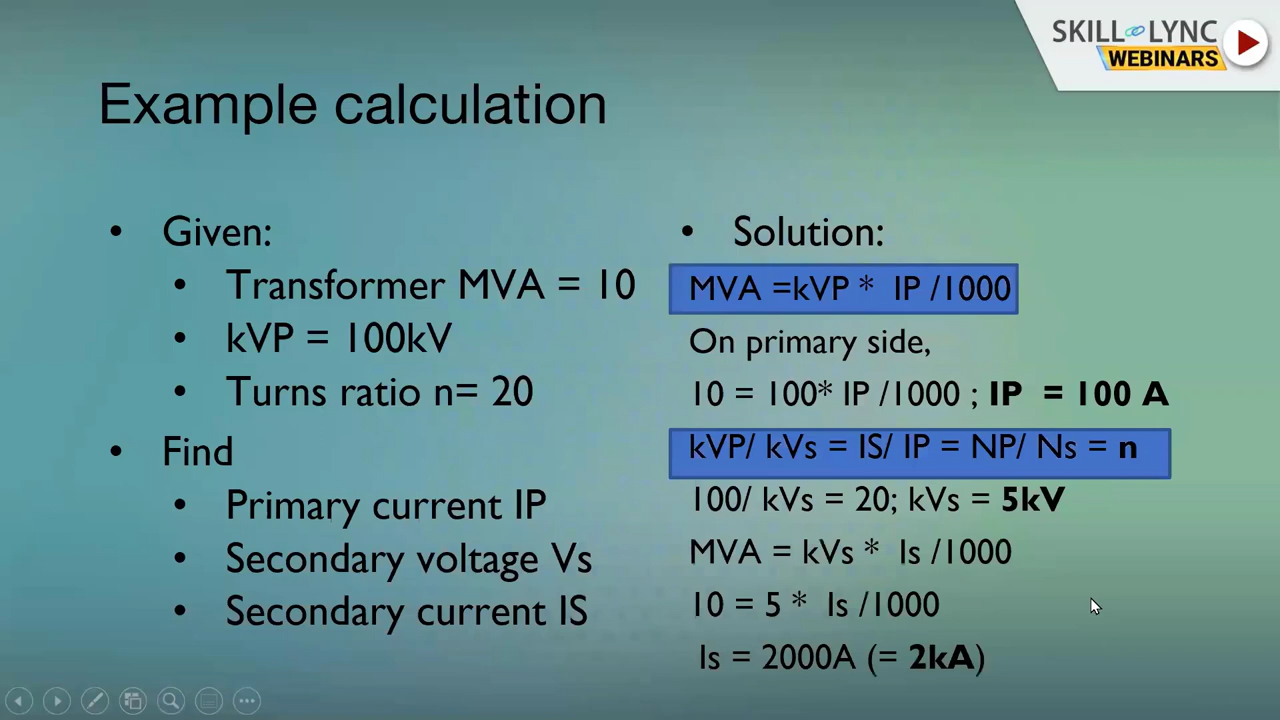 SKILL LYNC
WEBINARS
Example calculation
• Given:
• Transformer MVA = 10
• kVP = 100kV
• Turns ratio n= 20
• Find
• Primary current IP
• Secondary voltage Vs
• Secondary current IS
• Solution:
MVA =kVP * IP /1000
On primary side,
10 = 100* IP /1000 ; IP = 100 A
kVP/ kVs = IS/ IP = NP/ Ns = n
100/ kVs = 20; kVs = 5kV
MVA = kVs * Is /1000
10 = 5 * Is /1000
Is = 2000A (= 2kA)